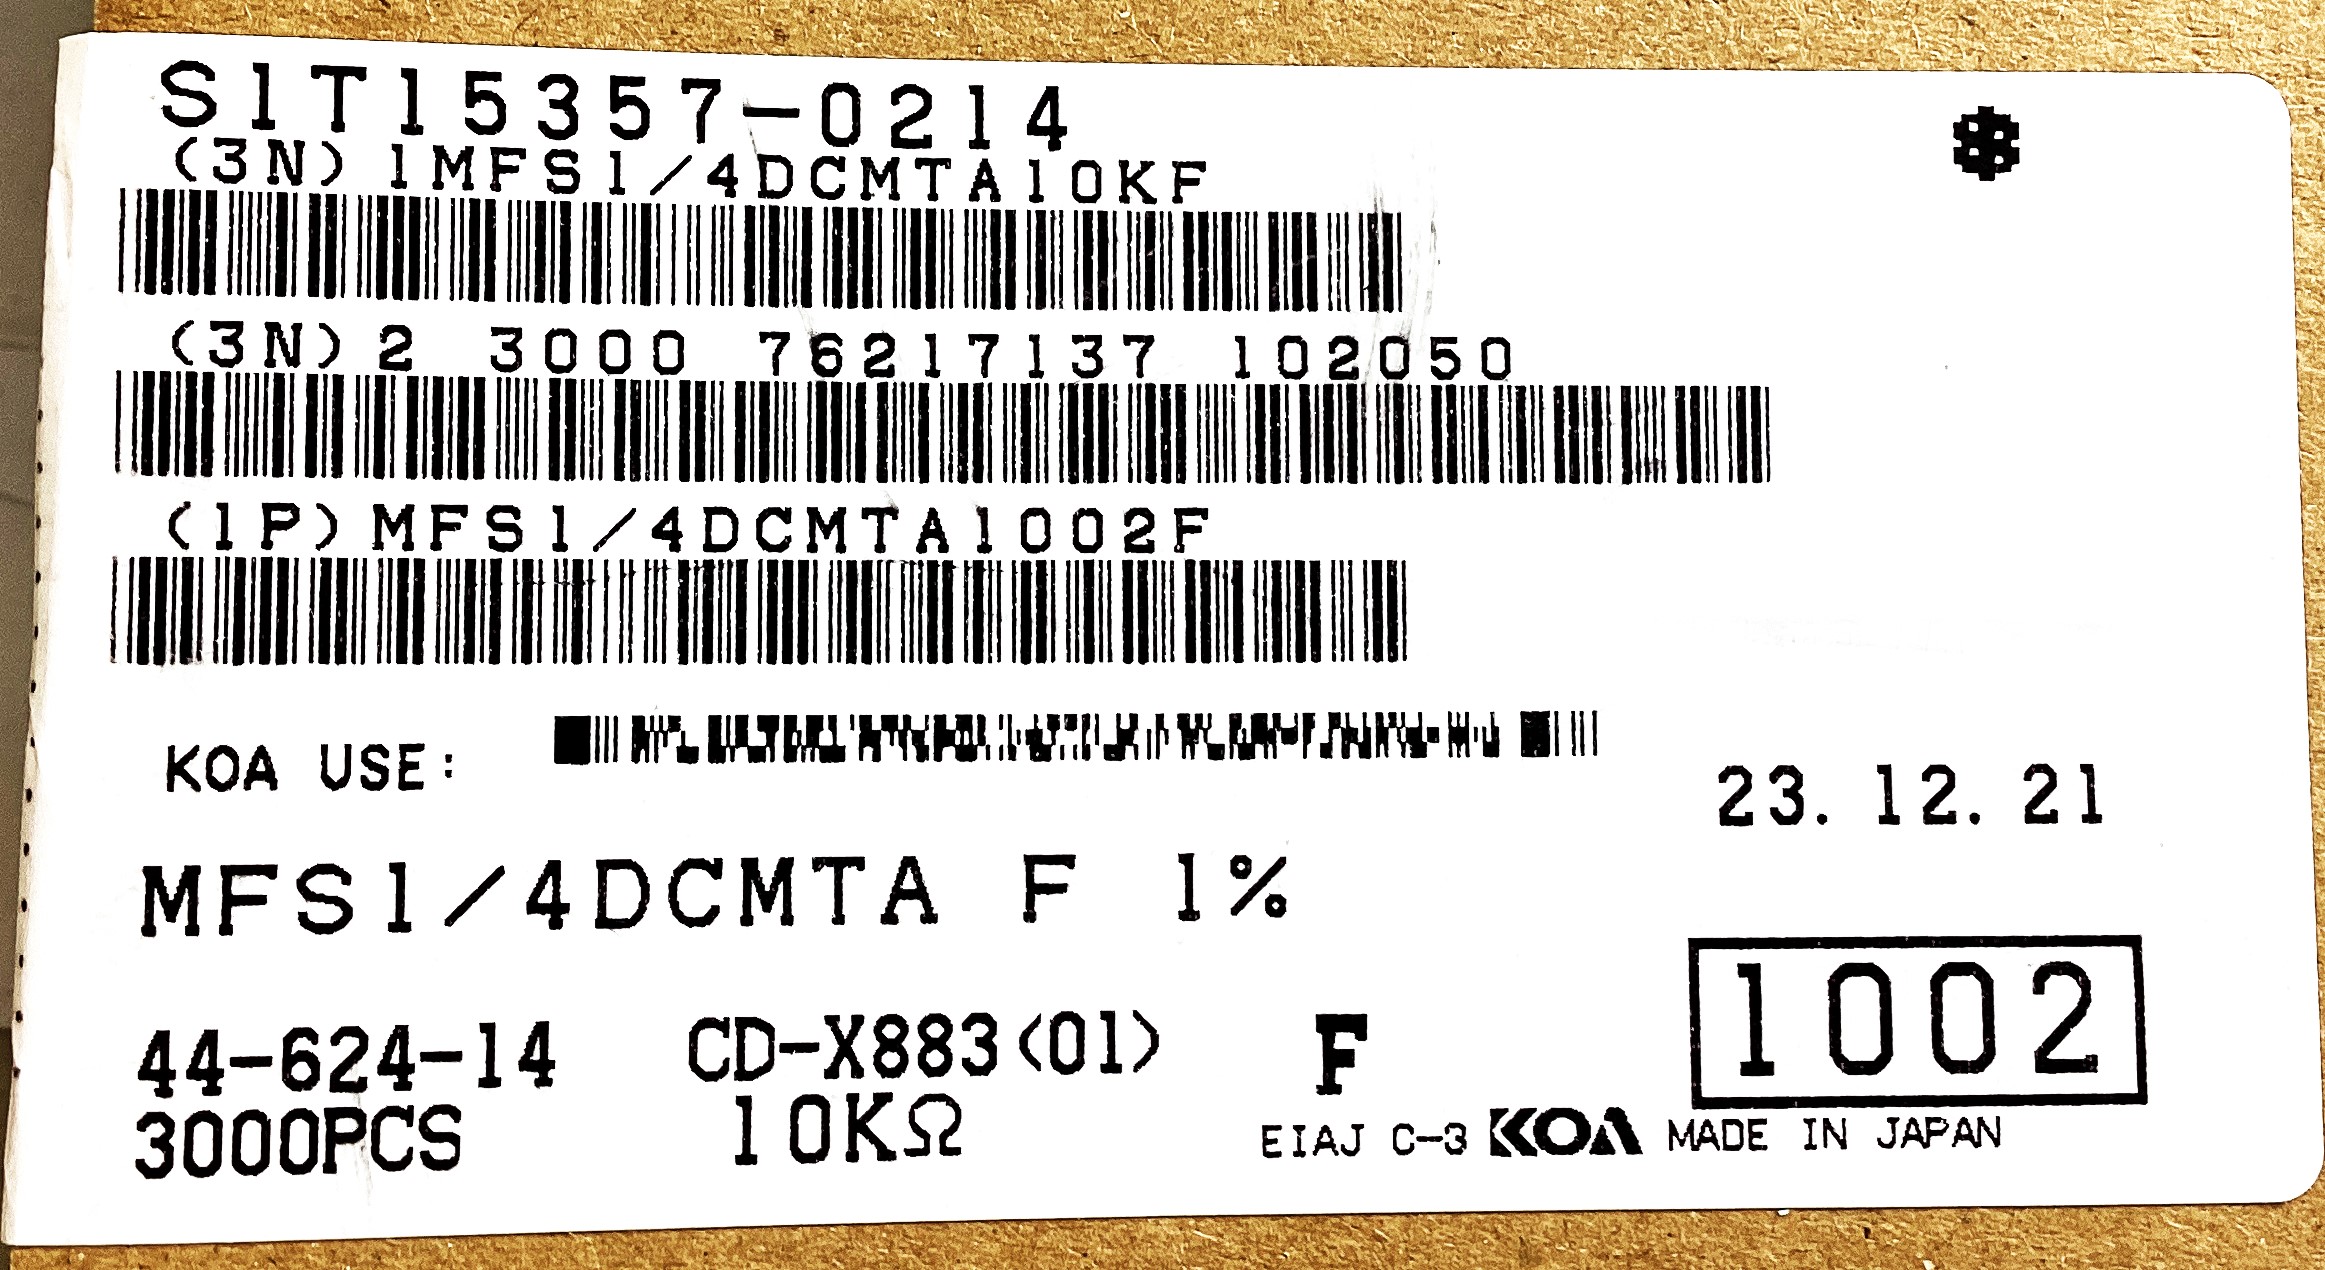 S1T15357-0214
(3N)1MFS1/4DCMTA10KF
(3N)2 3000 76217137 102050
(1P)MFS1/4DCMTA1002F
KOA USE:
23.12.21
MFS1/4DCMTA F 1%
1002
44-624-14 CD-X883(01) F
3000PCS 10KΩ
EIAJ C-3 KOA MADE IN JAPAN